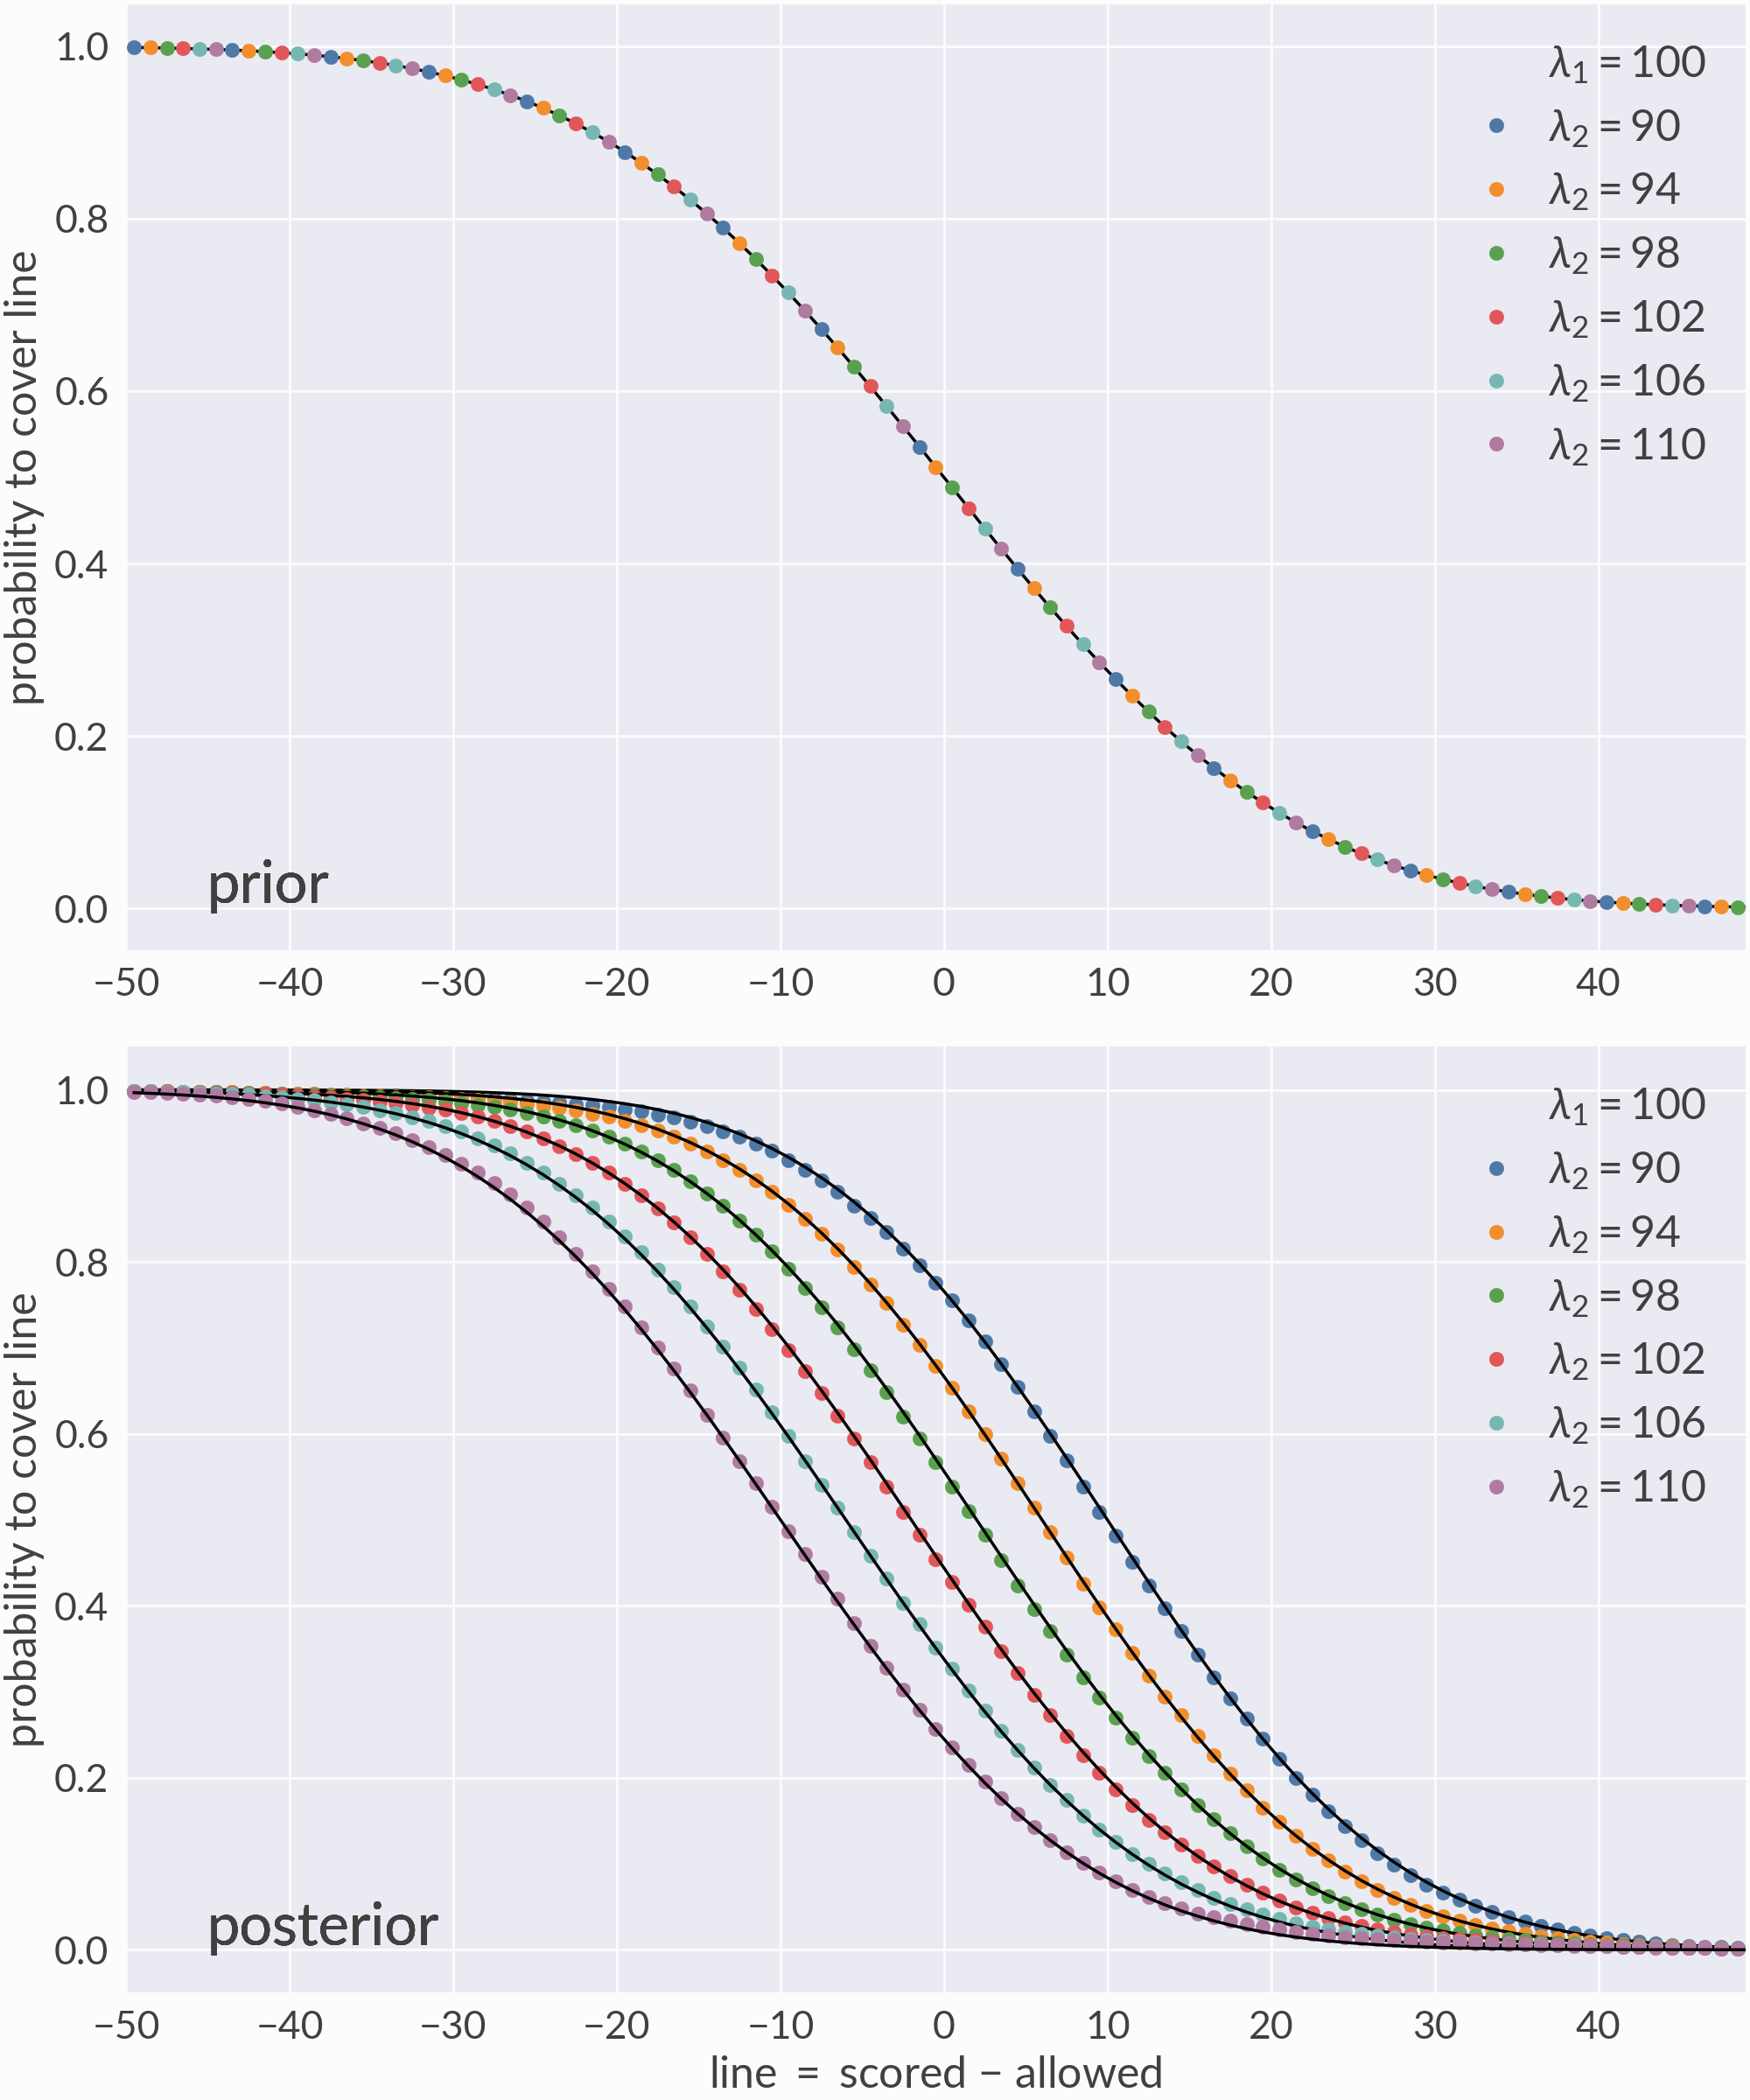 1.0
0.8
0.6
0.4
0.2
0.0
probability to cover line
λ₁ = 100
λ₂ = 90
λ₂ = 94
λ₂ = 98
λ₂ = 102
λ₂ = 106
λ₂ = 110
prior
−50 −40 −30 −20 −10 0 10 20 30 40
1.0
0.8
0.6
0.4
0.2
0.0
probability to cover line
λ₁ = 100
λ₂ = 90
λ₂ = 94
λ₂ = 98
λ₂ = 102
λ₂ = 106
λ₂ = 110
posterior
−50 −40 −30 −20 −10 0 10 20 30 40
line = scored − allowed